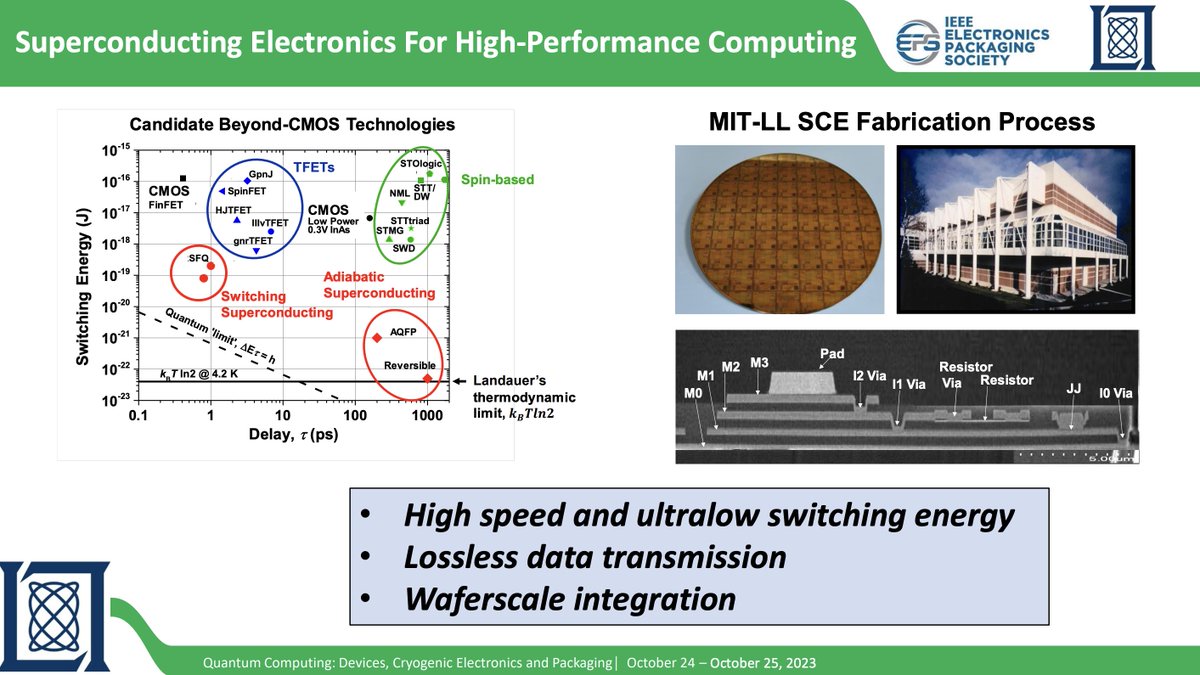 Superconducting Electronics For High-Performance Computing
EPS
IEEE
ELECTRONICS
PACKAGING
SOCIETY
Candidate Beyond-CMOS Technologies
MIT-LL SCE Fabrication Process
10⁻¹⁵
10⁻¹⁶
10⁻¹⁷
10⁻¹⁸
10⁻¹⁹
10⁻²⁰
10⁻²¹
10⁻²²
10⁻²³
Switching Energy (J)
CMOS
FinFET
TFETs
GpnJ
SpinFET
HJTFET
IIIvTFET
gnrTFET
CMOS
Low Power
0.3V InAs
STOlogic
STT/
DW
NML
STTtriad
STMG
SWD
Spin-based
SFQ
Switching
Superconducting
Adiabatic
Superconducting
AQFP
Reversible
Quantum 'limit', ΔEτ = h
k_BT ln2 @ 4.2 K
Landauer's
thermodynamic
limit, k_BTln2
0.1 1 10 100 1000
Delay, τ (ps)
M0
M1
M2
M3
Pad
I2 Via
I1 Via
Resistor
Via
Resistor
JJ
I0 Via
5.00um
• High speed and ultralow switching energy
• Lossless data transmission
• Waferscale integration
Quantum Computing: Devices, Cryogenic Electronics and Packaging| October 24 – October 25, 2023